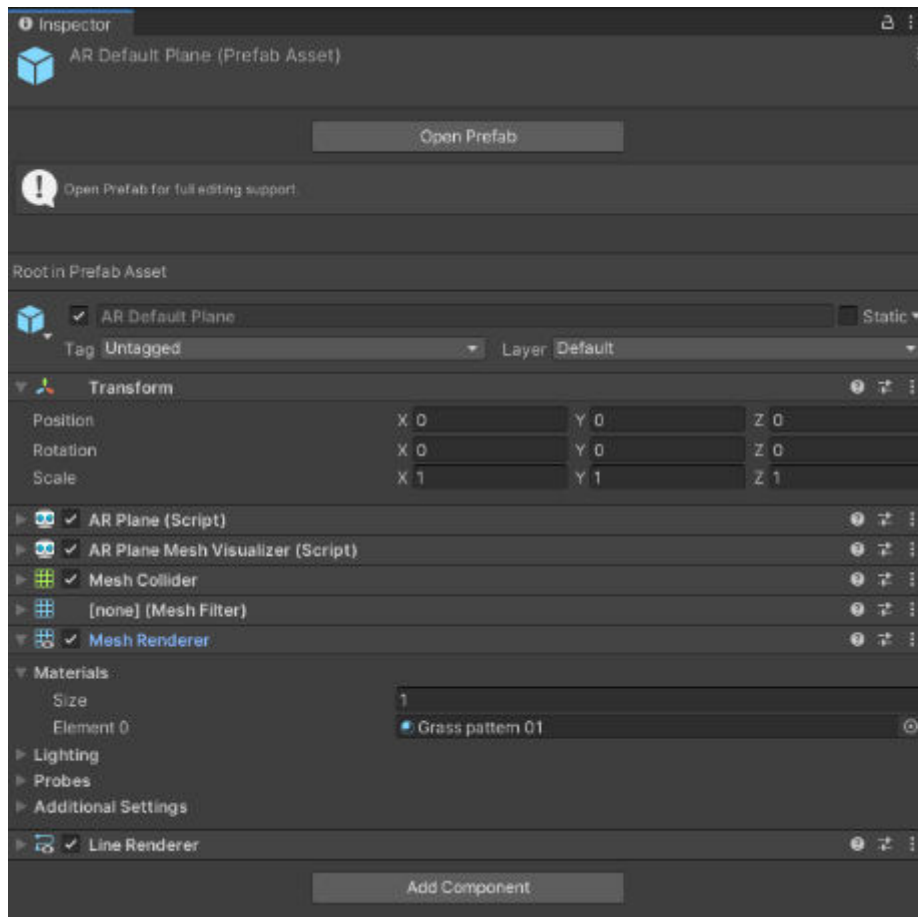 Inspector
AR Default Plane (Prefab Asset)
Open Prefab
Open Prefab for full editing support.
Root in Prefab Asset
AR Default Plane Static
Tag Untagged Layer Default
Transform
Position X 0 Y 0 Z 0
Rotation X 0 Y 0 Z 0
Scale X 1 Y 1 Z 1
AR Plane (Script)
AR Plane Mesh Visualizer (Script)
Mesh Collider
[none] (Mesh Filter)
Mesh Renderer
Materials
Size 1
Element 0 Grass pattern 01
Lighting
Probes
Additional Settings
Line Renderer
Add Component